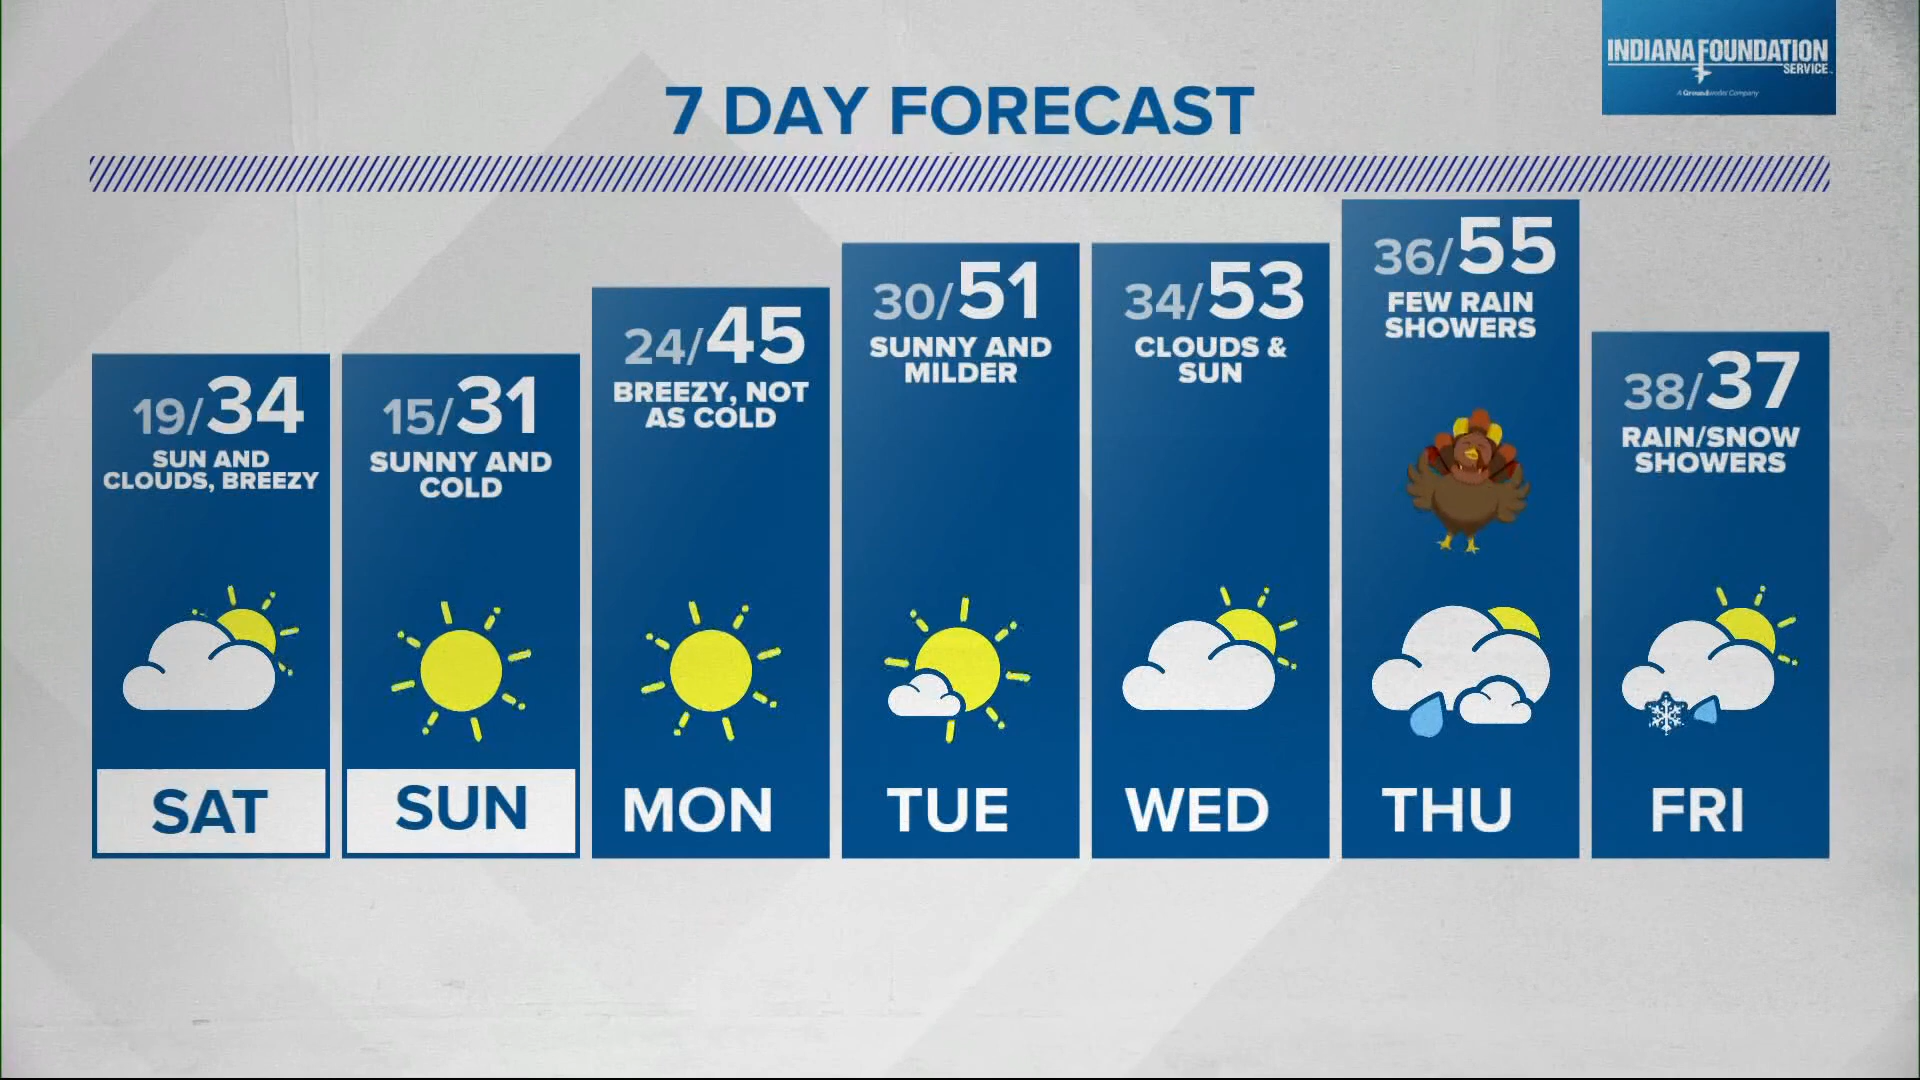 INDIANA FOUNDATION
SERVICE
A Groundworks Company
7 DAY FORECAST
19/34
SUN AND
CLOUDS, BREEZY
SAT
15/31
SUNNY AND
COLD
SUN
24/45
BREEZY, NOT
AS COLD
MON
30/51
SUNNY AND
MILDER
TUE
34/53
CLOUDS &
SUN
WED
36/55
FEW RAIN
SHOWERS
THU
38/37
RAIN/SNOW
SHOWERS
FRI